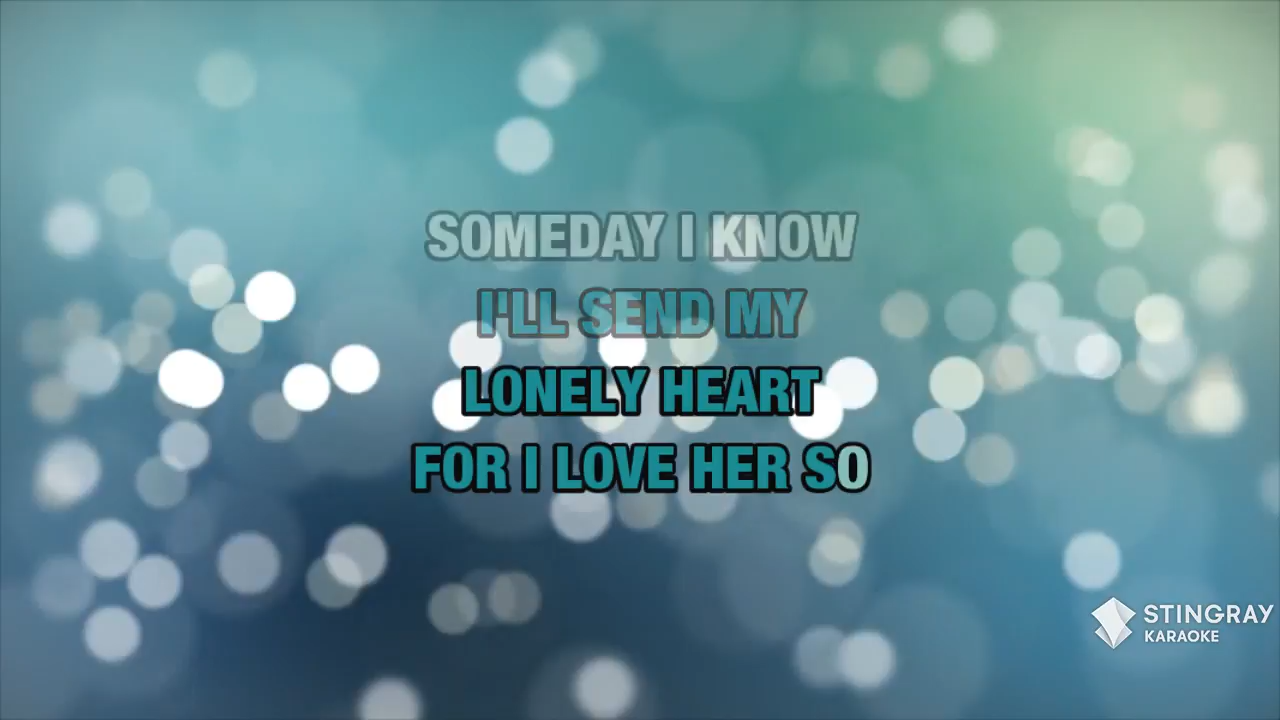 SOMEDAY I KNOW
I'LL SEND MY
LONELY HEART
FOR I LOVE HER SO
STINGRAY
KARAOKE